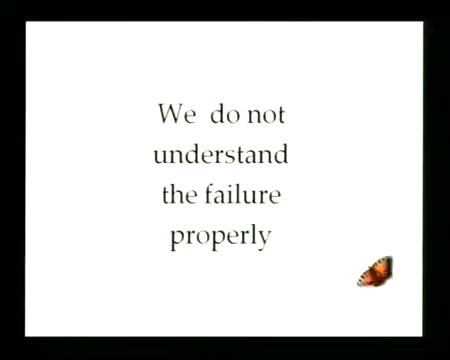 We do not
understand
the failure
properly